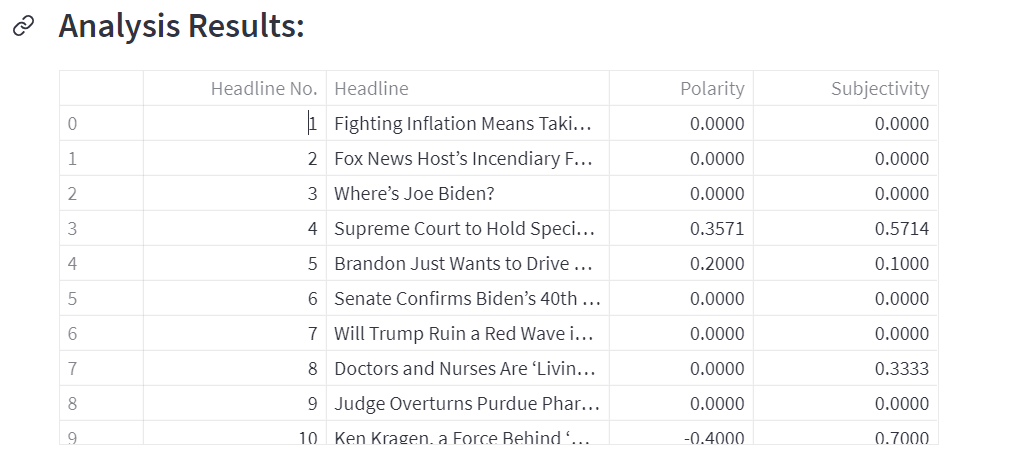 Analysis Results:
Headline No. Headline Polarity Subjectivity
0 1 Fighting Inflation Means Taki... 0.0000 0.0000
1 2 Fox News Host’s Incendiary F... 0.0000 0.0000
2 3 Where’s Joe Biden? 0.0000 0.0000
3 4 Supreme Court to Hold Speci... 0.3571 0.5714
4 5 Brandon Just Wants to Drive ... 0.2000 0.1000
5 6 Senate Confirms Biden’s 40th ... 0.0000 0.0000
6 7 Will Trump Ruin a Red Wave i... 0.0000 0.0000
7 8 Doctors and Nurses Are ‘Livin... 0.0000 0.3333
8 9 Judge Overturns Purdue Phar... 0.0000 0.0000
9 10 Ken Kragen, a Force Behind ‘... -0.4000 0.7000